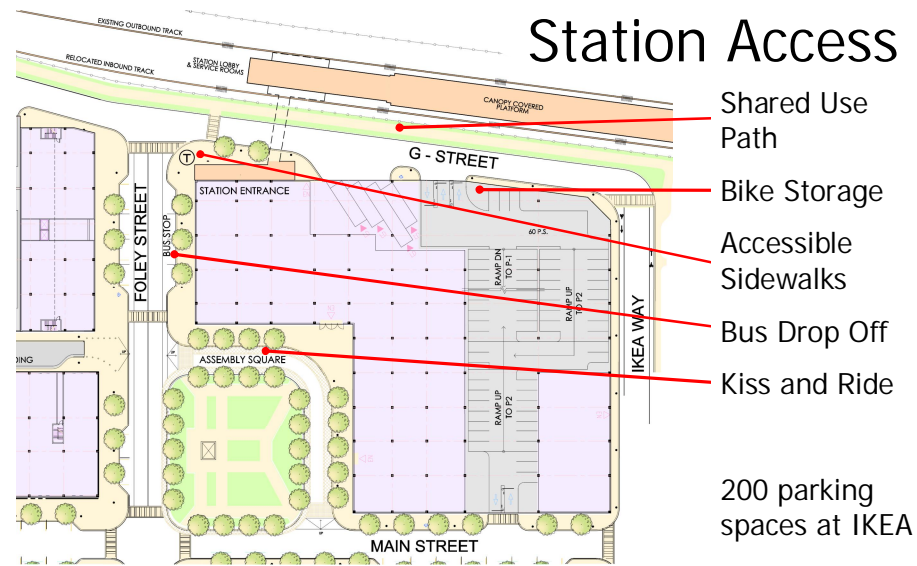 Station Access
EXISTING OUTBOUND TRACK
RELOCATED INBOUND TRACK
STATION LOBBY
& SERVICE ROOMS
CANOPY COVERED
PLATFORM
Shared Use
Path
G - STREET
T
STATION ENTRANCE
Bike Storage
60 P.S.
Accessible
Sidewalks
FOLEY STREET
BUS STOP
RAMP DN
TO P-1
RAMP UP
TO P2
IKEA WAY
Bus Drop Off
ASSEMBLY SQUARE
DING
Kiss and Ride
RAMP UP
TO P2
200 parking
spaces at IKEA
MAIN STREET